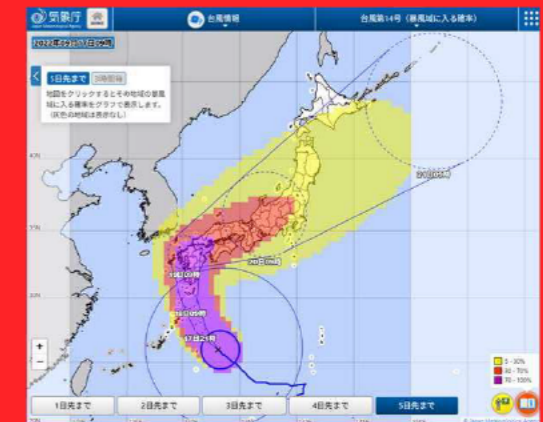 気象庁
台風情報
台風第14号(暴風域に入る確率)
5日先まで
地図をクリックするとその地域の暴風
域に入る確率をグラフで表示します。
(灰色の地域は表示なし)
21日09時
20日09時
19日09時
18日09時
17日21時
+
−
5 - 30%
30 - 70%
70 - 100%
1日先まで
2日先まで
3日先まで
4日先まで
5日先まで